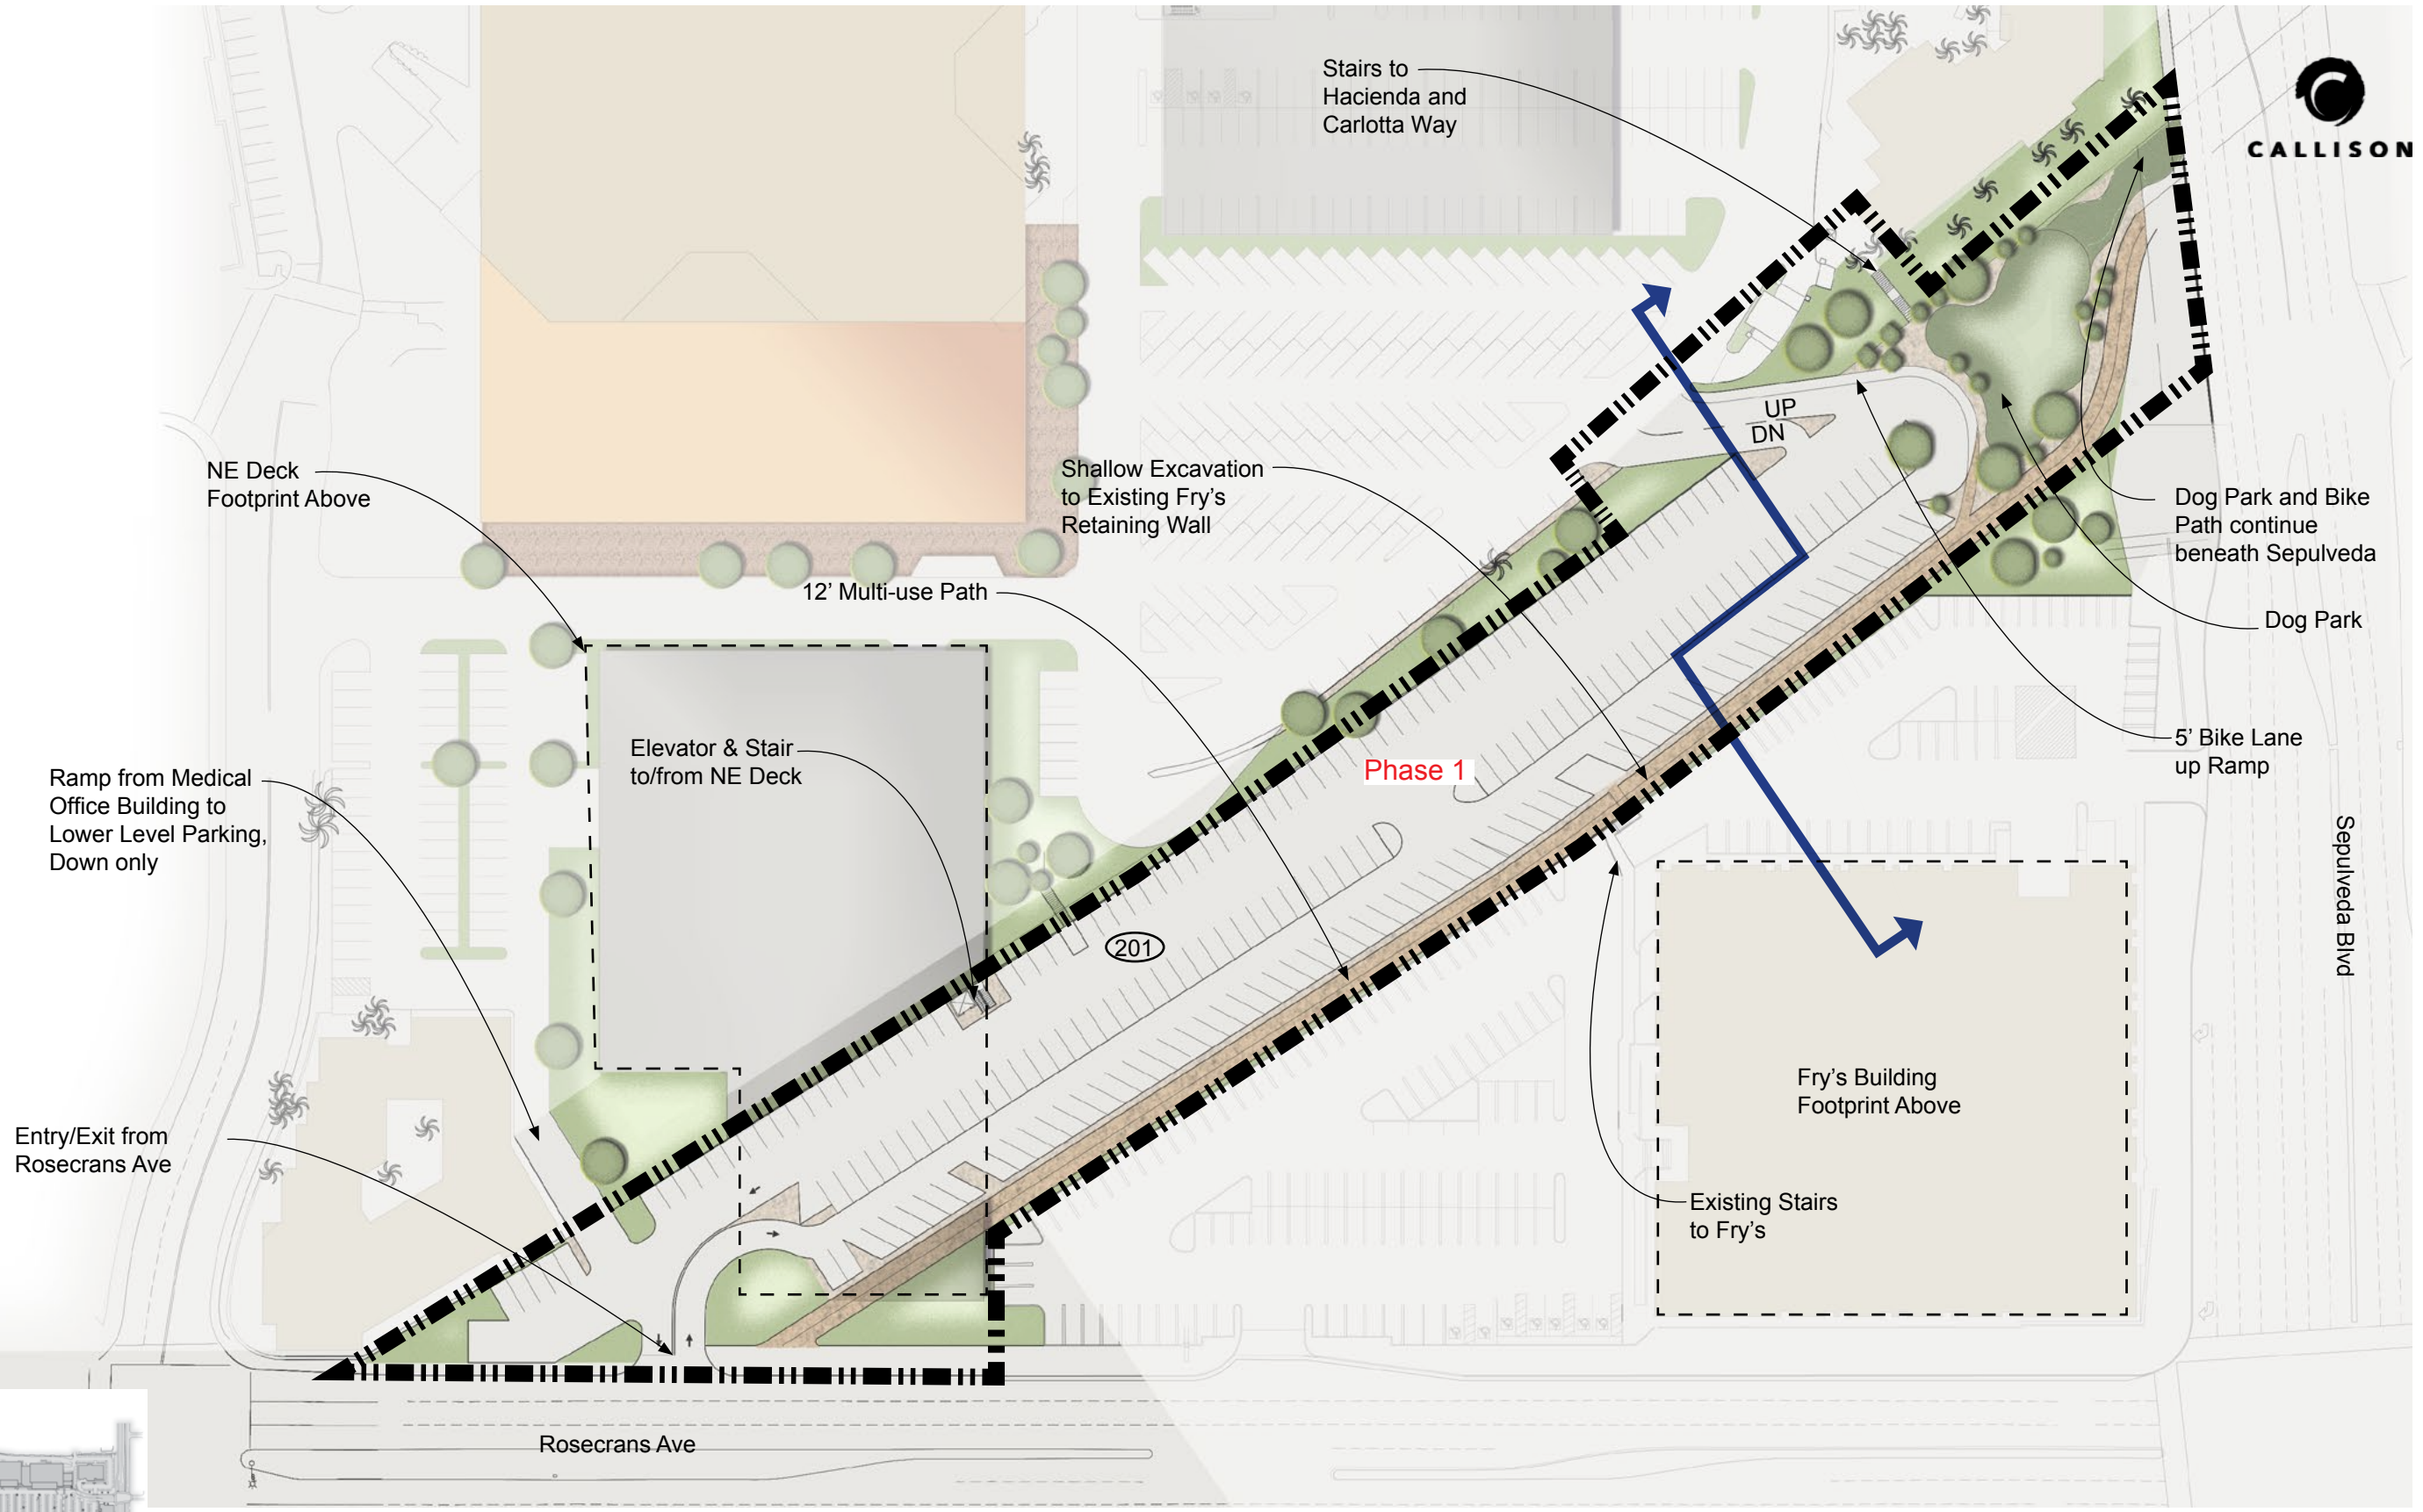 Stairs to
Hacienda and
Carlotta Way
CALLISON
UP
DN
NE Deck
Footprint Above
Shallow Excavation
to Existing Fry's
Retaining Wall
Dog Park and Bike
Path continue
beneath Sepulveda
12' Multi-use Path
Dog Park
Elevator & Stair
to/from NE Deck
5' Bike Lane
up Ramp
Ramp from Medical
Office Building to
Lower Level Parking,
Down only
Phase 1
Sepulveda Blvd
201
Entry/Exit from
Rosecrans Ave
Fry's Building
Footprint Above
Existing Stairs
to Fry's
Rosecrans Ave